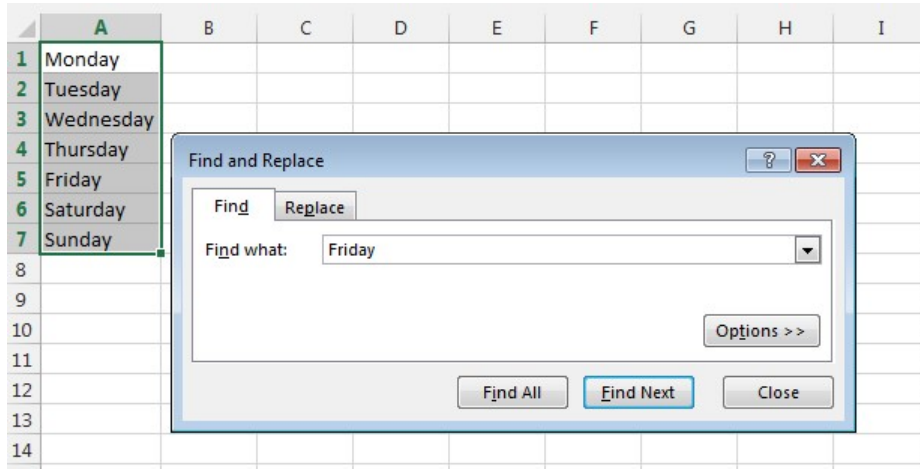 A B C D E F G H I
1 Monday
2 Tuesday
3 Wednesday
4 Thursday
5 Friday
6 Saturday
7 Sunday
8
9
10
11
12
13
14
Find and Replace
Find Replace
Find what: Friday
Options >>
Find All Find Next Close